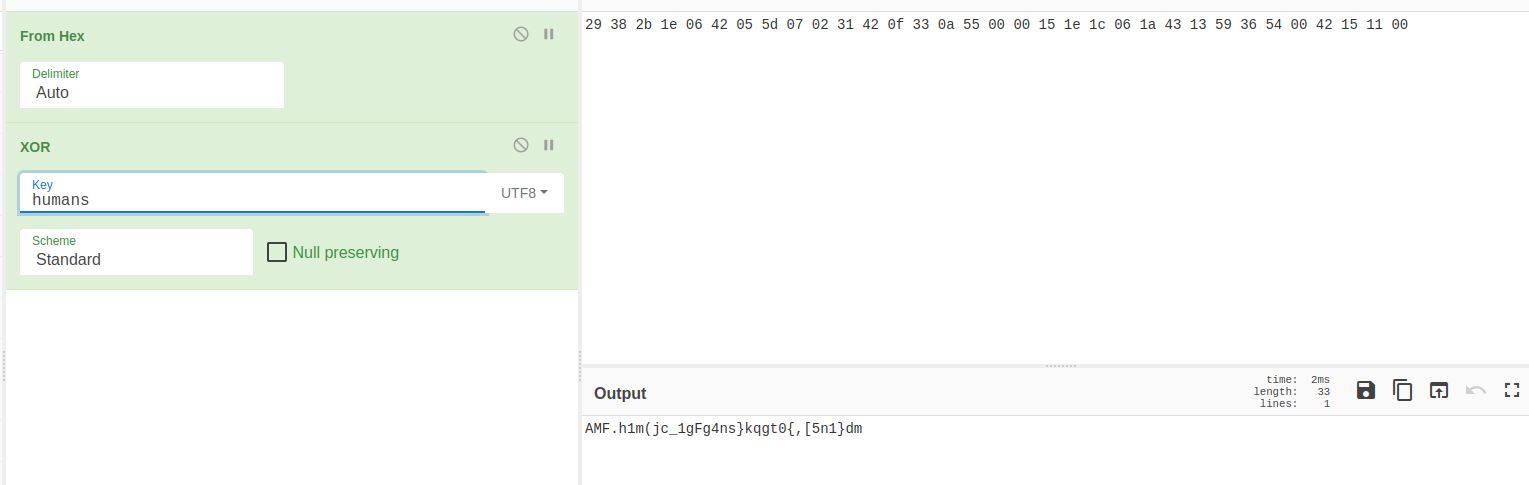 From Hex
Delimiter
Auto
XOR
Key
humans
UTF8
Scheme
Standard
Null preserving
29 38 2b 1e 06 42 05 5d 07 02 31 42 0f 33 0a 55 00 00 15 1e 1c 06 1a 43 13 59 36 54 00 42 15 11 00
Output
time: 2ms
length: 33
lines: 1
AMF.h1m(jc_1gFg4ns}kqgt0{,[5n1}dm